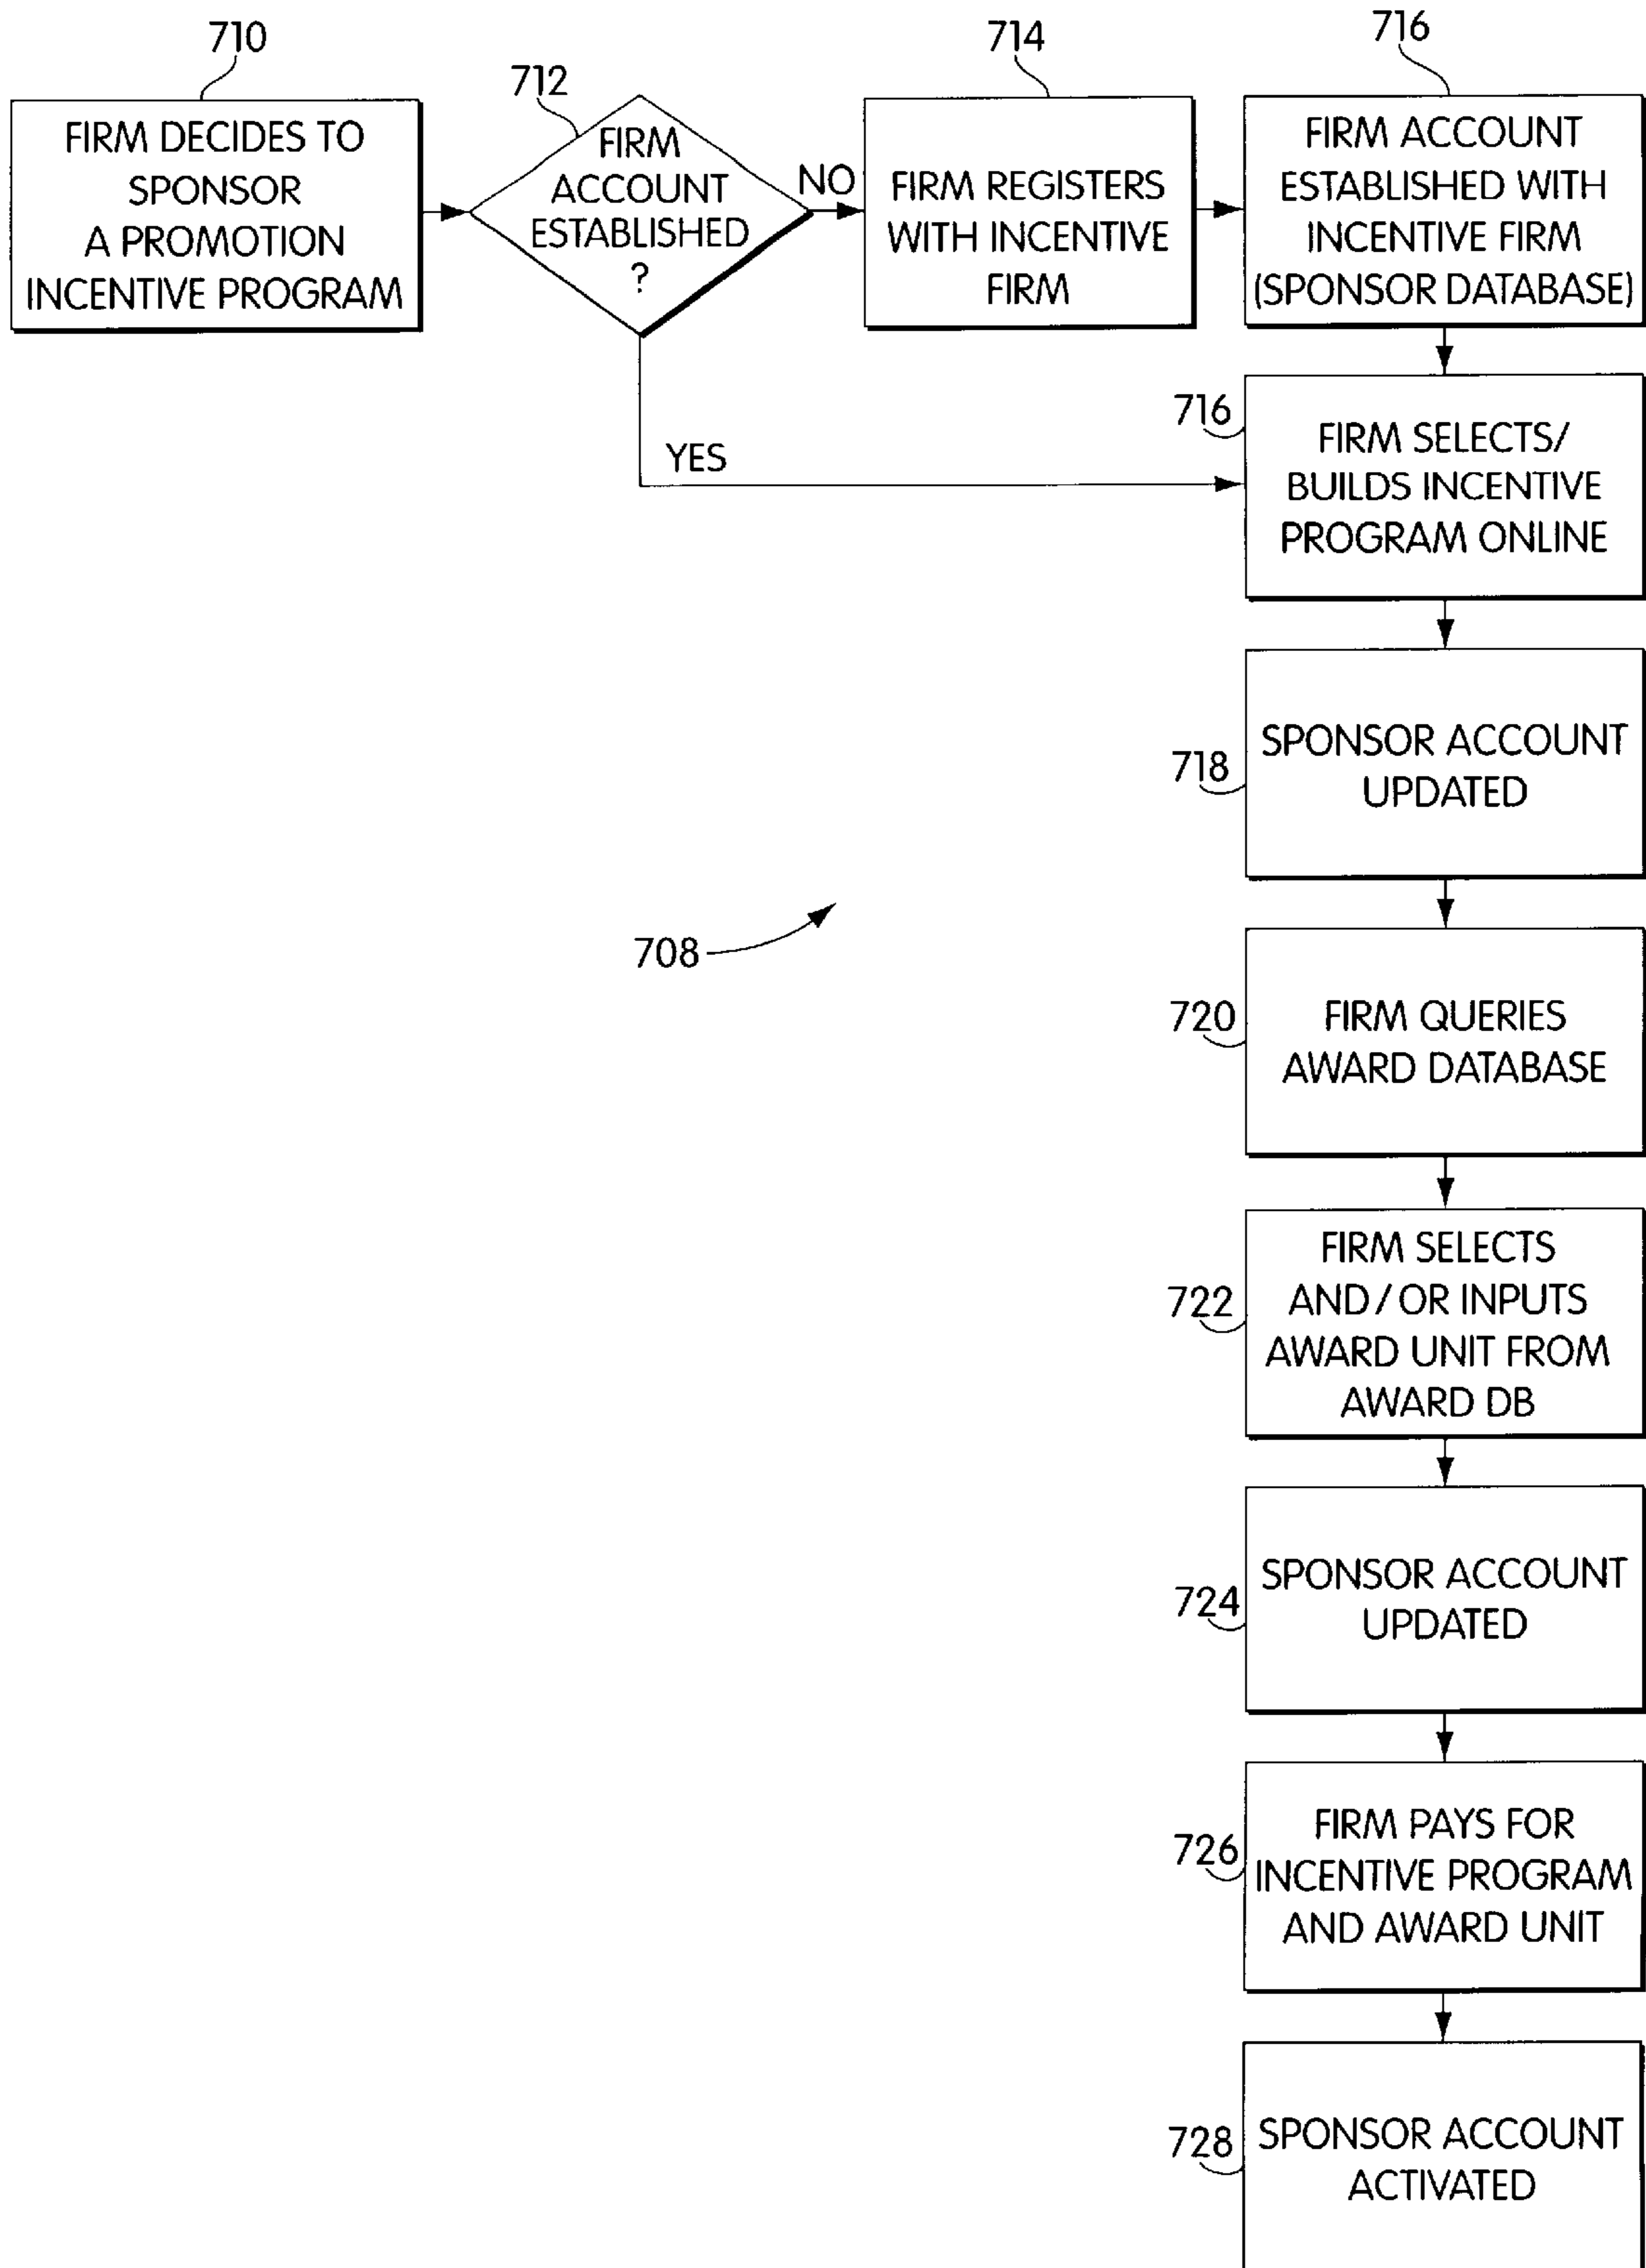 710
FIRM DECIDES TO
SPONSOR
A PROMOTION
INCENTIVE PROGRAM
712
FIRM
ACCOUNT
ESTABLISHED
?
NO
YES
714
FIRM REGISTERS
WITH INCENTIVE
FIRM
716
FIRM ACCOUNT
ESTABLISHED WITH
INCENTIVE FIRM
(SPONSOR DATABASE)
716
FIRM SELECTS/
BUILDS INCENTIVE
PROGRAM ONLINE
718
SPONSOR ACCOUNT
UPDATED
708
720
FIRM QUERIES
AWARD DATABASE
722
FIRM SELECTS
AND/OR INPUTS
AWARD UNIT FROM
AWARD DB
724
SPONSOR ACCOUNT
UPDATED
726
FIRM PAYS FOR
INCENTIVE PROGRAM
AND AWARD UNIT
728
SPONSOR ACCOUNT
ACTIVATED